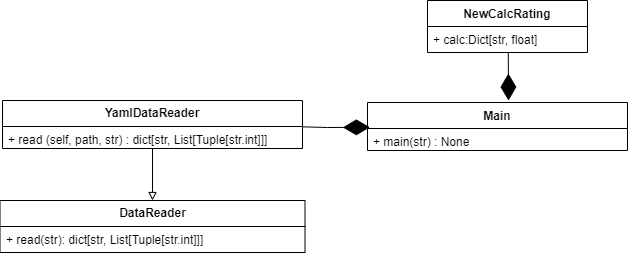 NewCalcRating
+ calc:Dict[str, float]
YamlDataReader
+ read (self, path, str) : dict[str, List[Tuple[str.int]]]
Main
+ main(str) : None
DataReader
+ read(str): dict[str, List[Tuple[str.int]]]